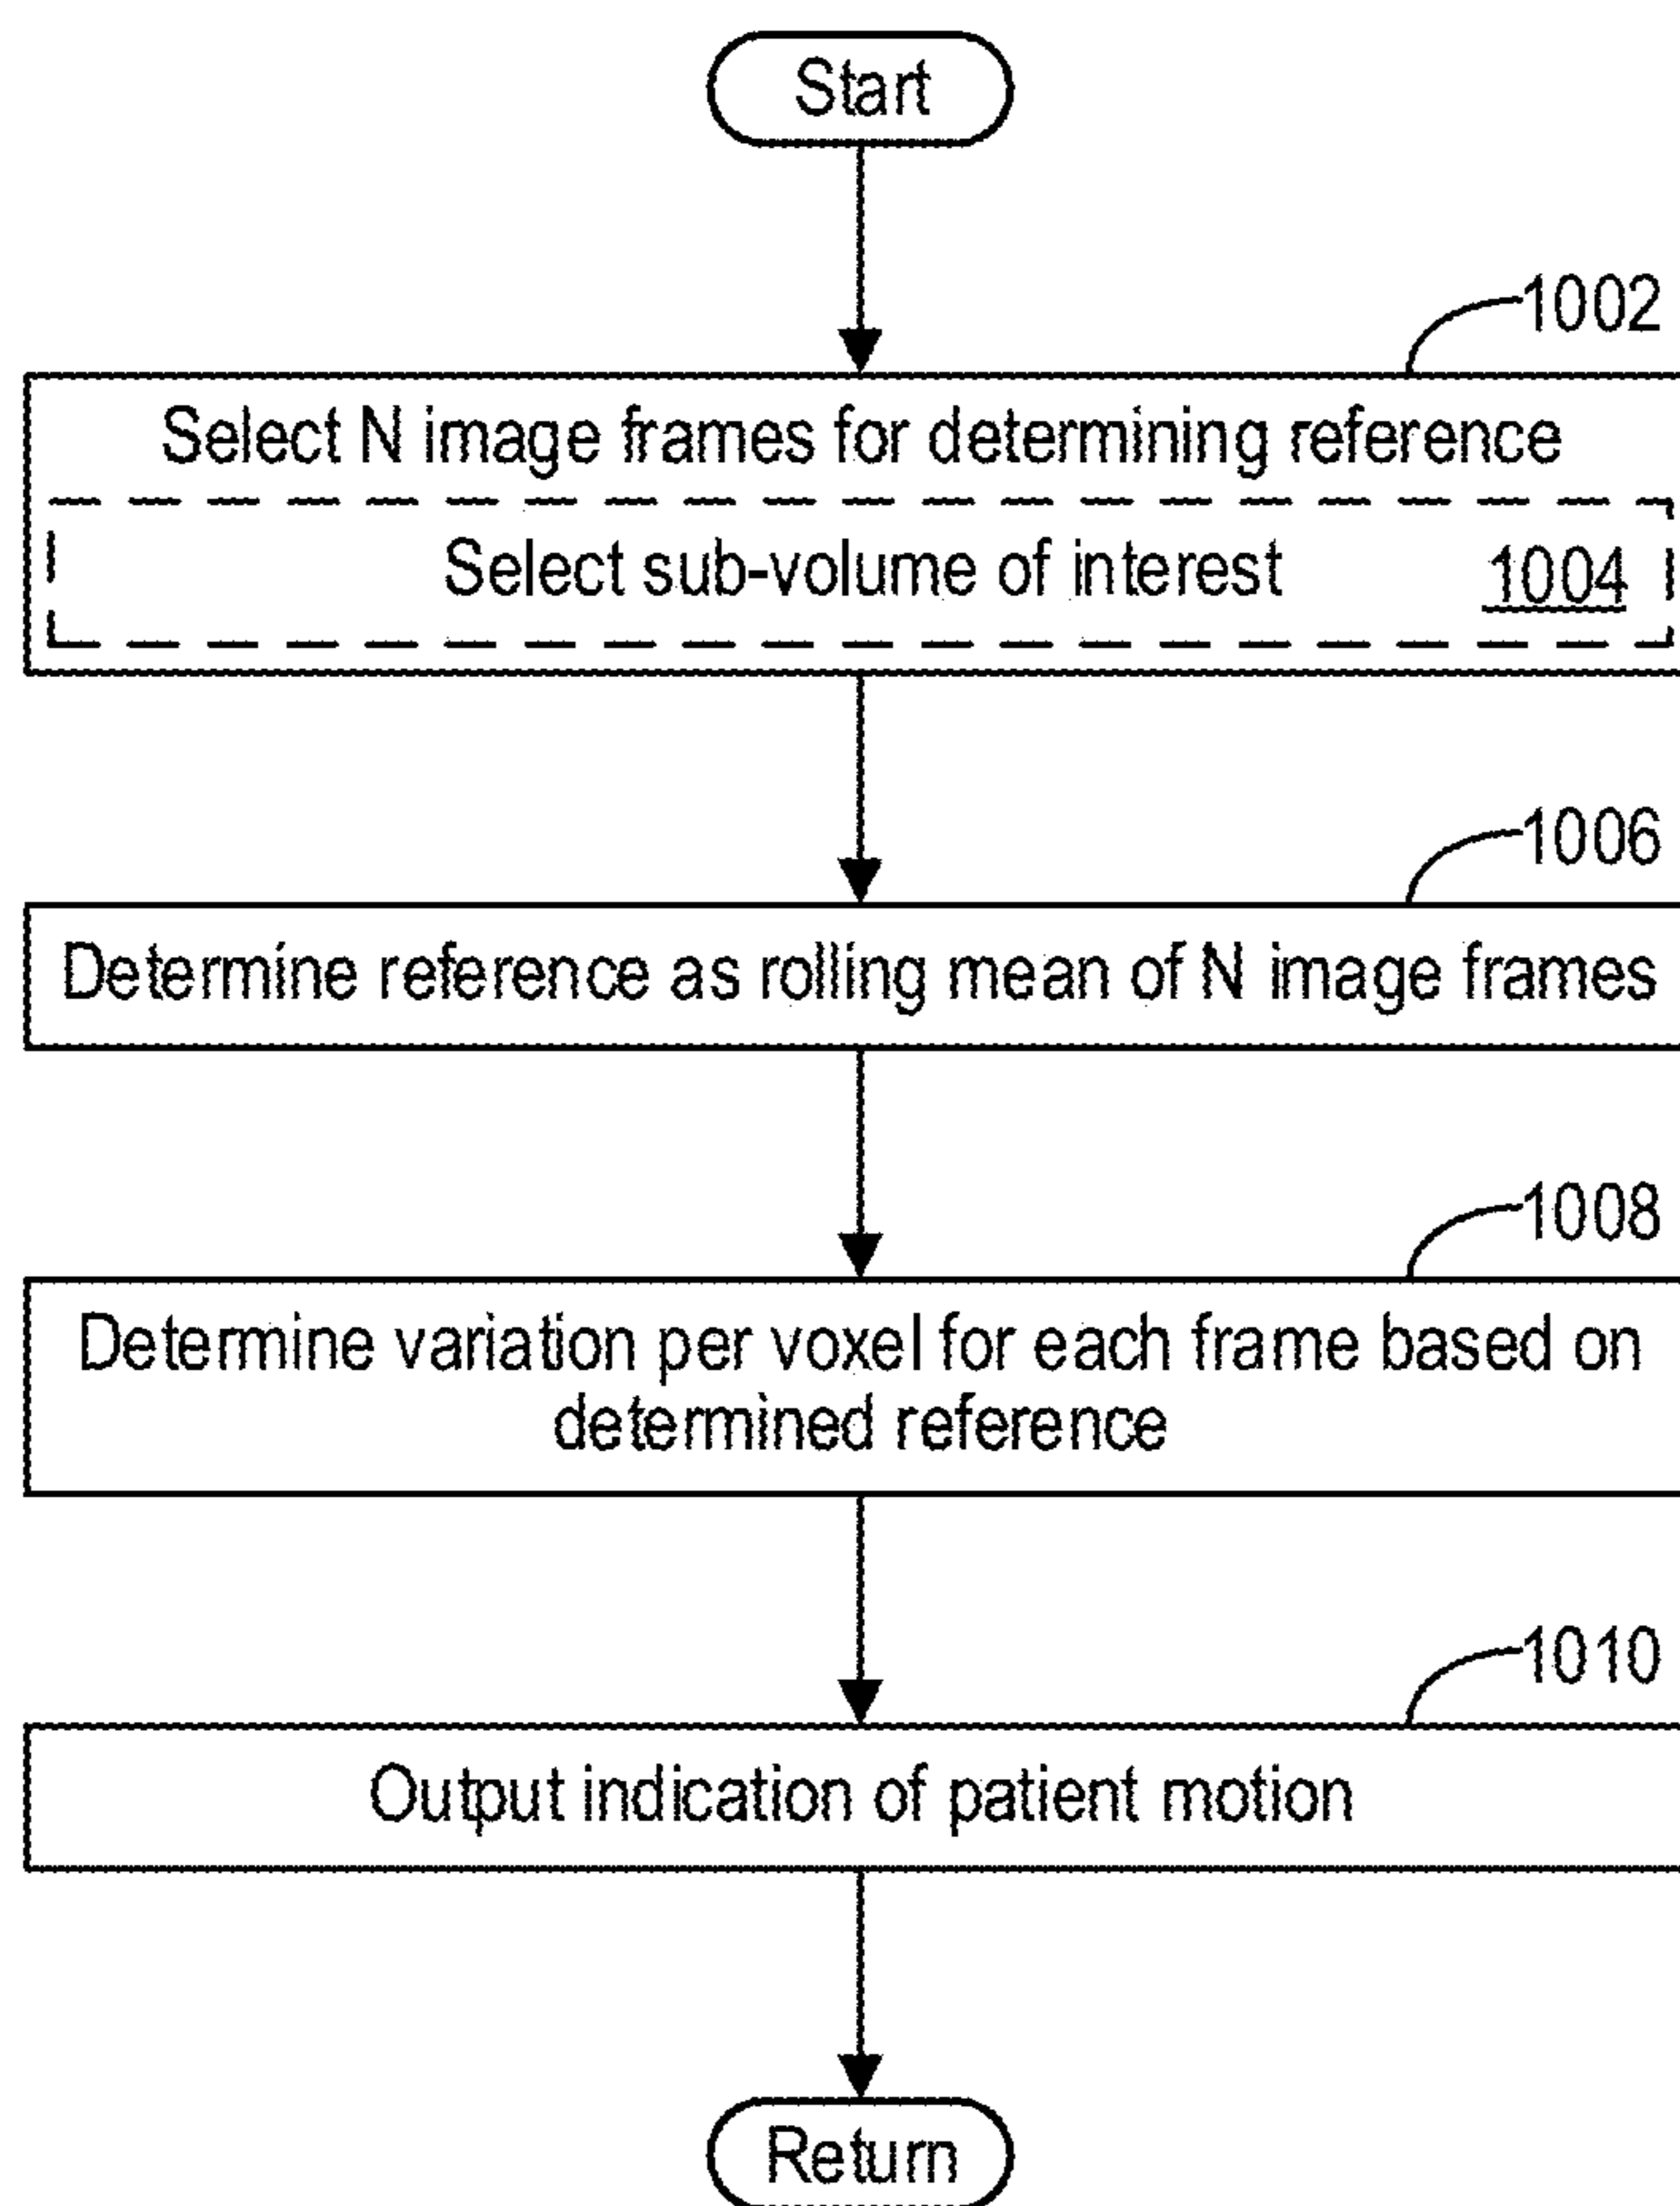 Start
1002
Select N image frames for determining reference
Select sub-volume of interest 1004
1006
Determine reference as rolling mean of N image frames
1008
Determine variation per voxel for each frame based on
determined reference
1010
Output indication of patient motion
Return